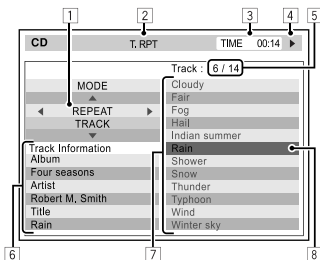 1 2 3 4 5
CD T. RPT TIME 00:14
Track : 6 / 14
MODE
REPEAT
TRACK
Track Information
Album
Four seasons
Artist
Robert M, Smith
Title
Rain
Cloudy
Fair
Fog
Hail
Indian summer
Rain
Shower
Snow
Thunder
Typhoon
Wind
Winter sky
6 7 8